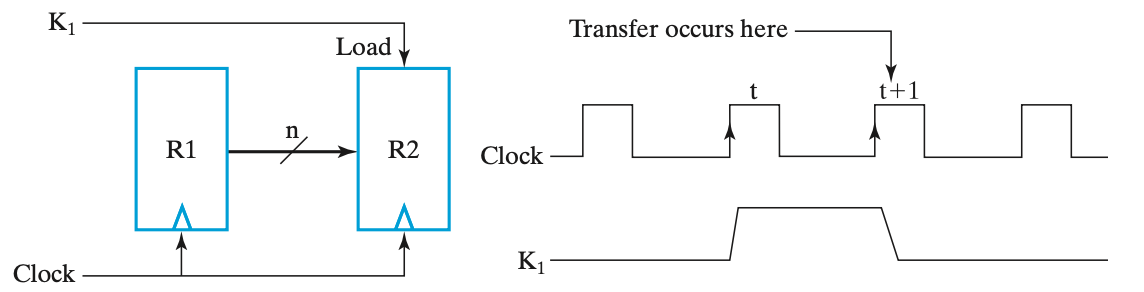 K1
Load
R1
n
R2
Clock
Transfer occurs here
t
t+1
Clock
K1